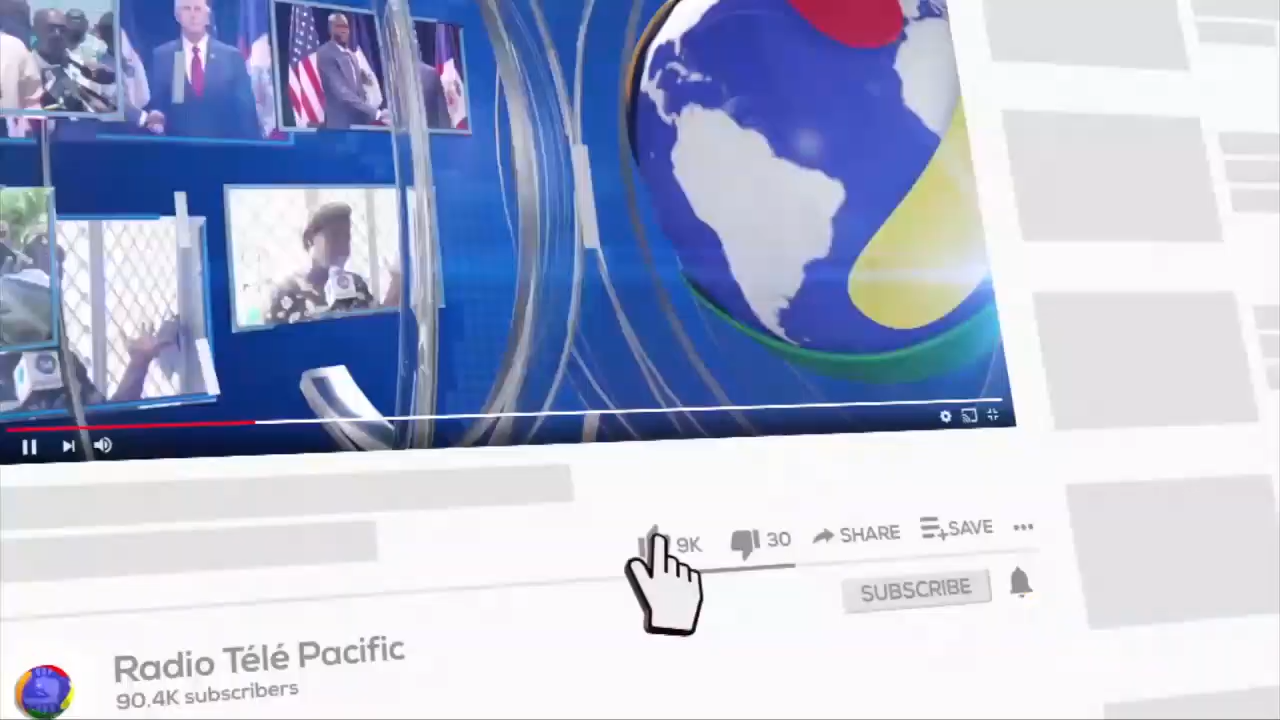 9K
30
SHARE
SAVE
SUBSCRIBE
Radio Télé Pacific
90.4K subscribers